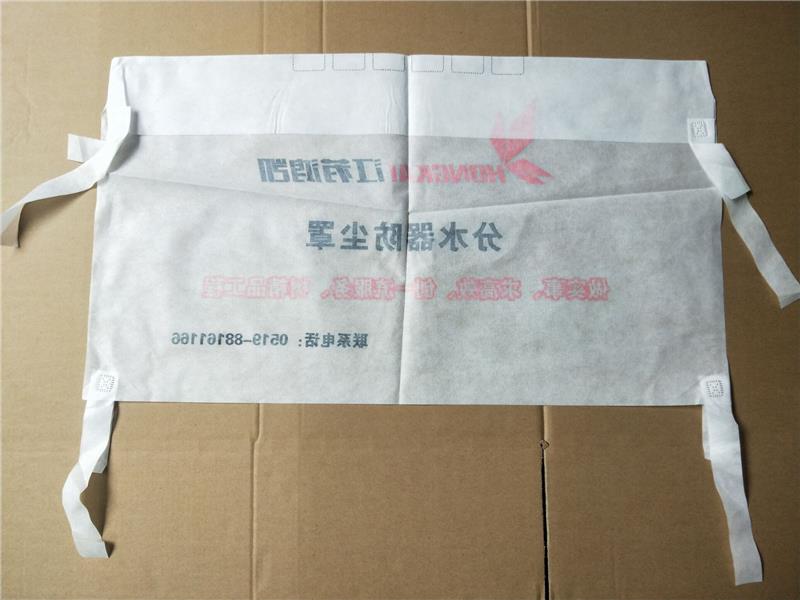 HONGKAI 江苏鸿凯
分水器防尘罩
做实事、求高效、创一流服务、树精品工程
联系电话：0519-88161166